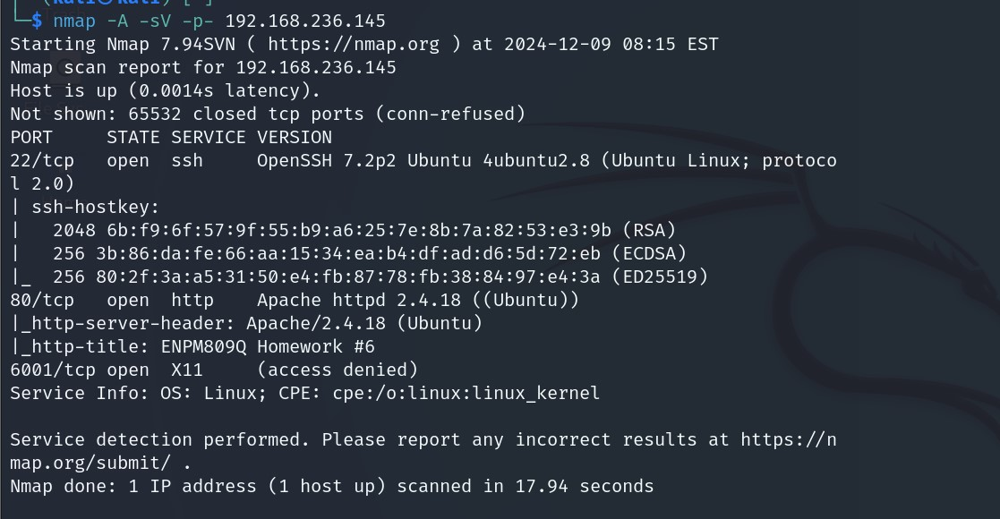 └─$ nmap -A -sV -p- 192.168.236.145
Starting Nmap 7.94SVN ( https://nmap.org ) at 2024-12-09 08:15 EST
Nmap scan report for 192.168.236.145
Host is up (0.0014s latency).
Not shown: 65532 closed tcp ports (conn-refused)
PORT     STATE SERVICE VERSION
22/tcp   open  ssh     OpenSSH 7.2p2 Ubuntu 4ubuntu2.8 (Ubuntu Linux; protoco
l 2.0)
| ssh-hostkey:
|   2048 6b:f9:6f:57:9f:55:b9:a6:25:7e:8b:7a:82:53:e3:9b (RSA)
|   256 3b:86:da:fe:66:aa:15:34:ea:b4:df:ad:d6:5d:72:eb (ECDSA)
|_  256 80:2f:3a:a5:31:50:e4:fb:87:78:fb:38:84:97:e4:3a (ED25519)
80/tcp   open  http    Apache httpd 2.4.18 ((Ubuntu))
|_http-server-header: Apache/2.4.18 (Ubuntu)
|_http-title: ENPM809Q Homework #6
6001/tcp open  X11     (access denied)
Service Info: OS: Linux; CPE: cpe:/o:linux:linux_kernel

Service detection performed. Please report any incorrect results at https://n
map.org/submit/ .
Nmap done: 1 IP address (1 host up) scanned in 17.94 seconds